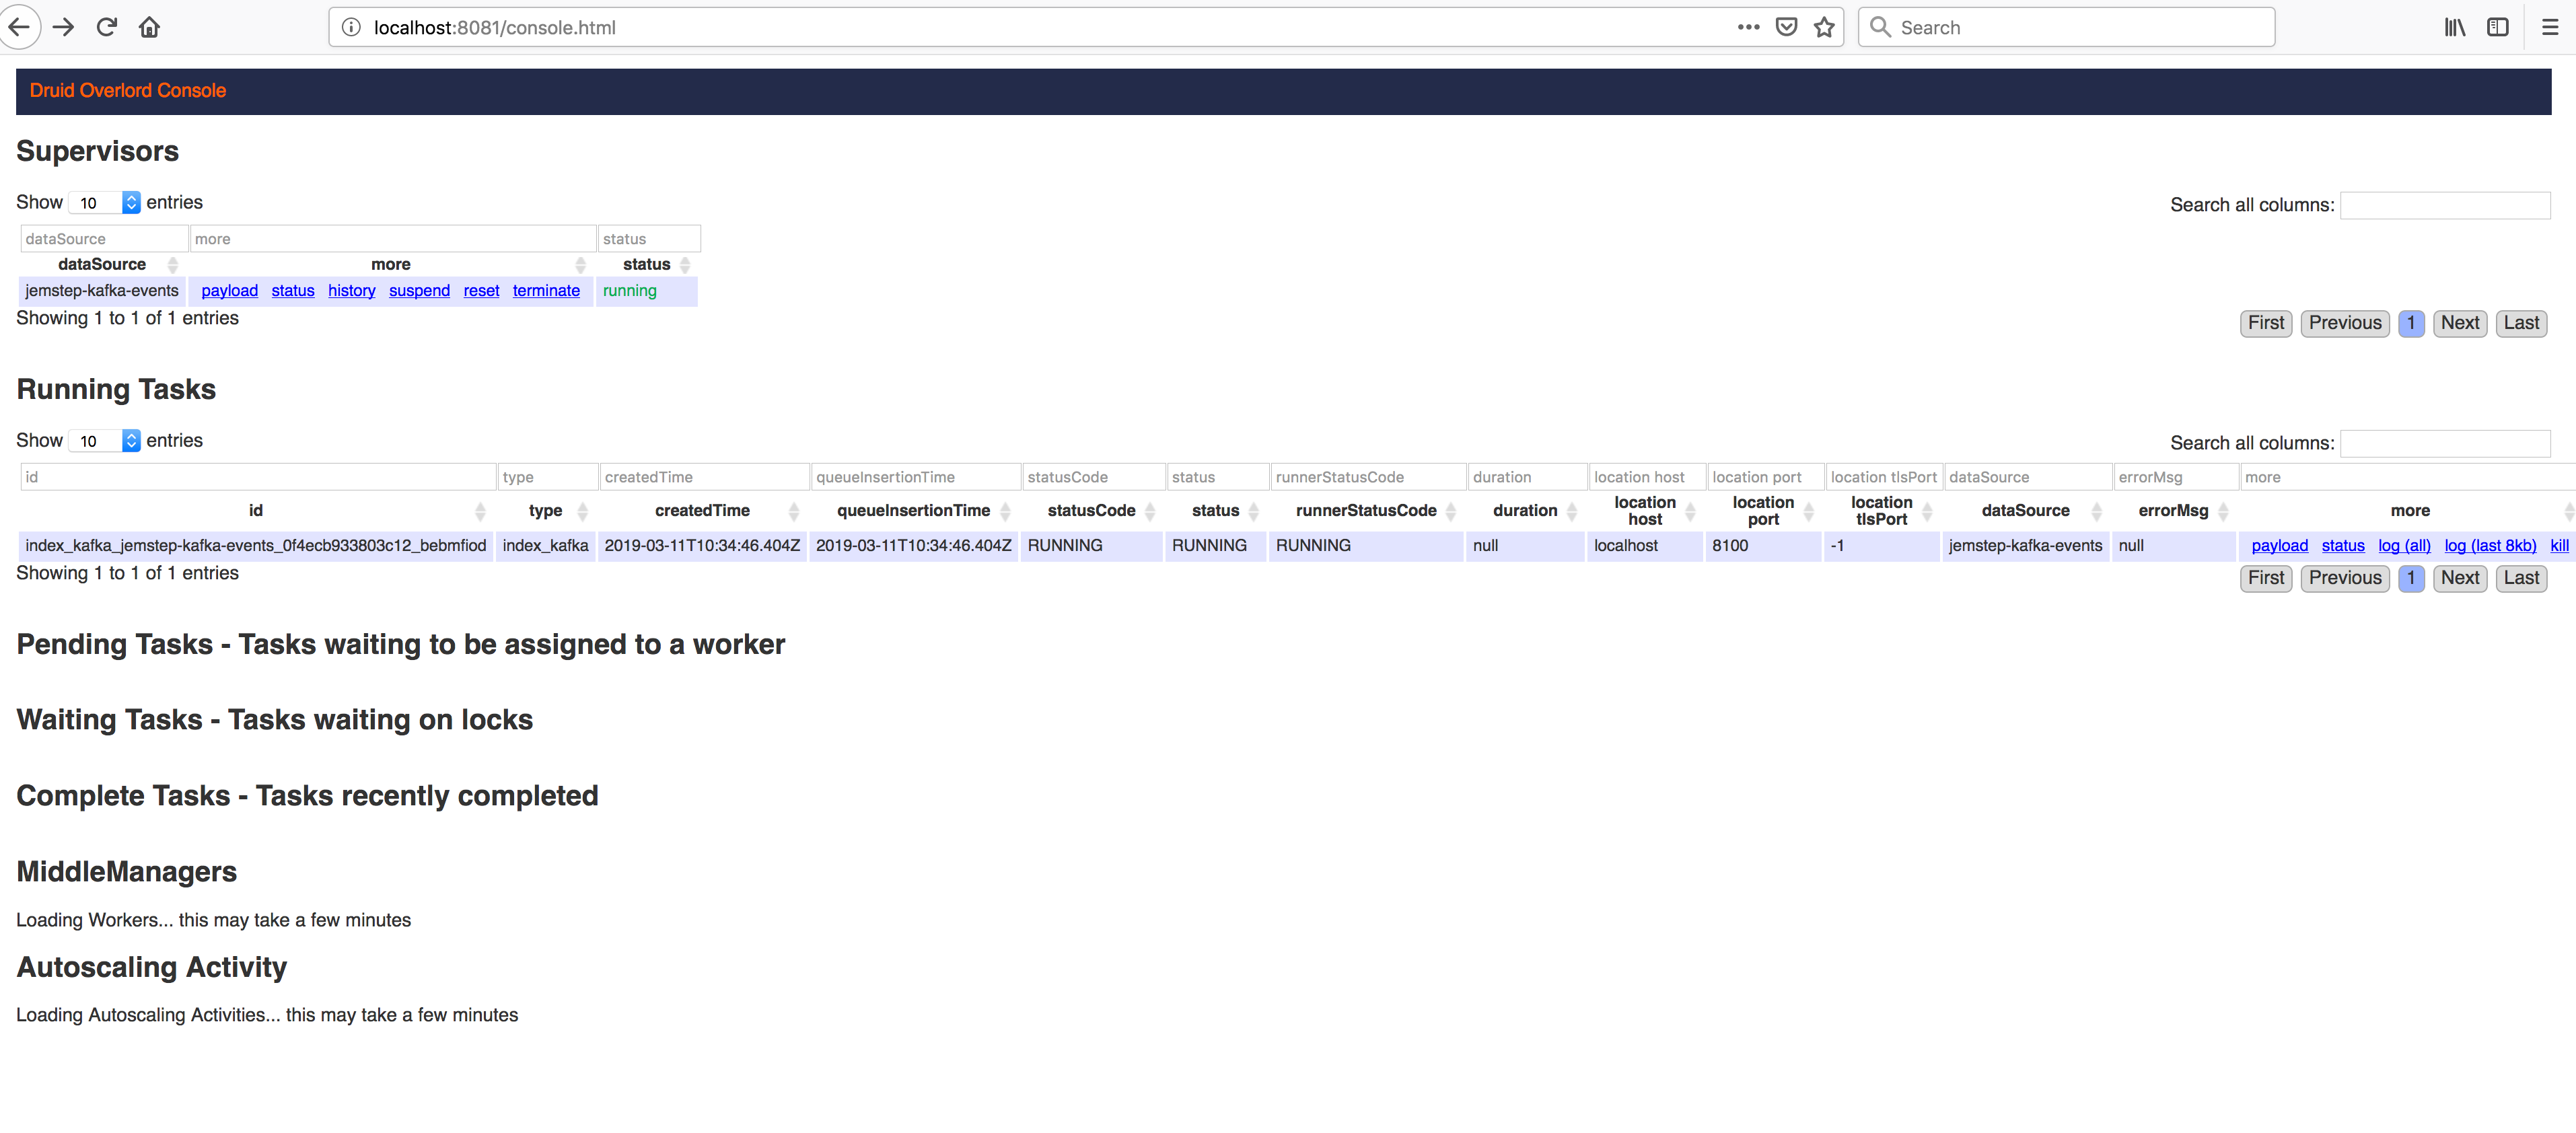 localhost:8081/console.html
Search
Druid Overlord Console
Supervisors
Show 10 entries
Search all columns:
dataSource more status
dataSource more status
jemstep-kafka-events payload status history suspend reset terminate running
Showing 1 to 1 of 1 entries
First Previous 1 Next Last
Running Tasks
Show 10 entries
Search all columns:
id type createdTime queueInsertionTime statusCode status runnerStatusCode duration location host location port location tlsPort dataSource errorMsg more
id type createdTime queueInsertionTime statusCode status runnerStatusCode duration location host location port location tlsPort dataSource errorMsg more
index_kafka_jemstep-kafka-events_0f4ecb933803c12_bebmfiod index_kafka 2019-03-11T10:34:46.404Z 2019-03-11T10:34:46.404Z RUNNING RUNNING RUNNING null localhost 8100 -1 jemstep-kafka-events null payload status log (all) log (last 8kb) kill
Showing 1 to 1 of 1 entries
First Previous 1 Next Last
Pending Tasks - Tasks waiting to be assigned to a worker
Waiting Tasks - Tasks waiting on locks
Complete Tasks - Tasks recently completed
MiddleManagers
Loading Workers... this may take a few minutes
Autoscaling Activity
Loading Autoscaling Activities... this may take a few minutes